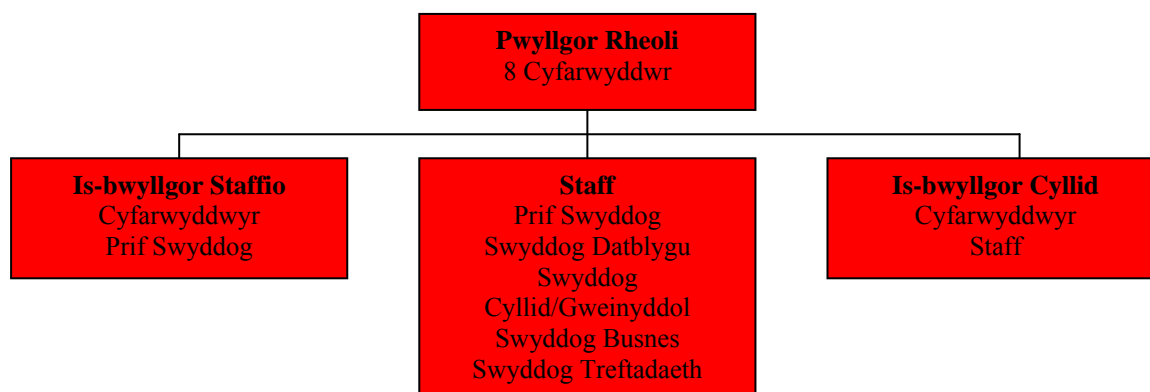 Pwyllgor Rheoli
8 Cyfarwyddwr
Is-bwyllgor Staffio
Cyfarwyddwyr
Prif Swyddog
Staff
Prif Swyddog
Swyddog Datblygu
Swyddog
Cyllid/Gweinyddol
Swyddog Busnes
Swyddog Treftadaeth
Is-bwyllgor Cyllid
Cyfarwyddwyr
Staff